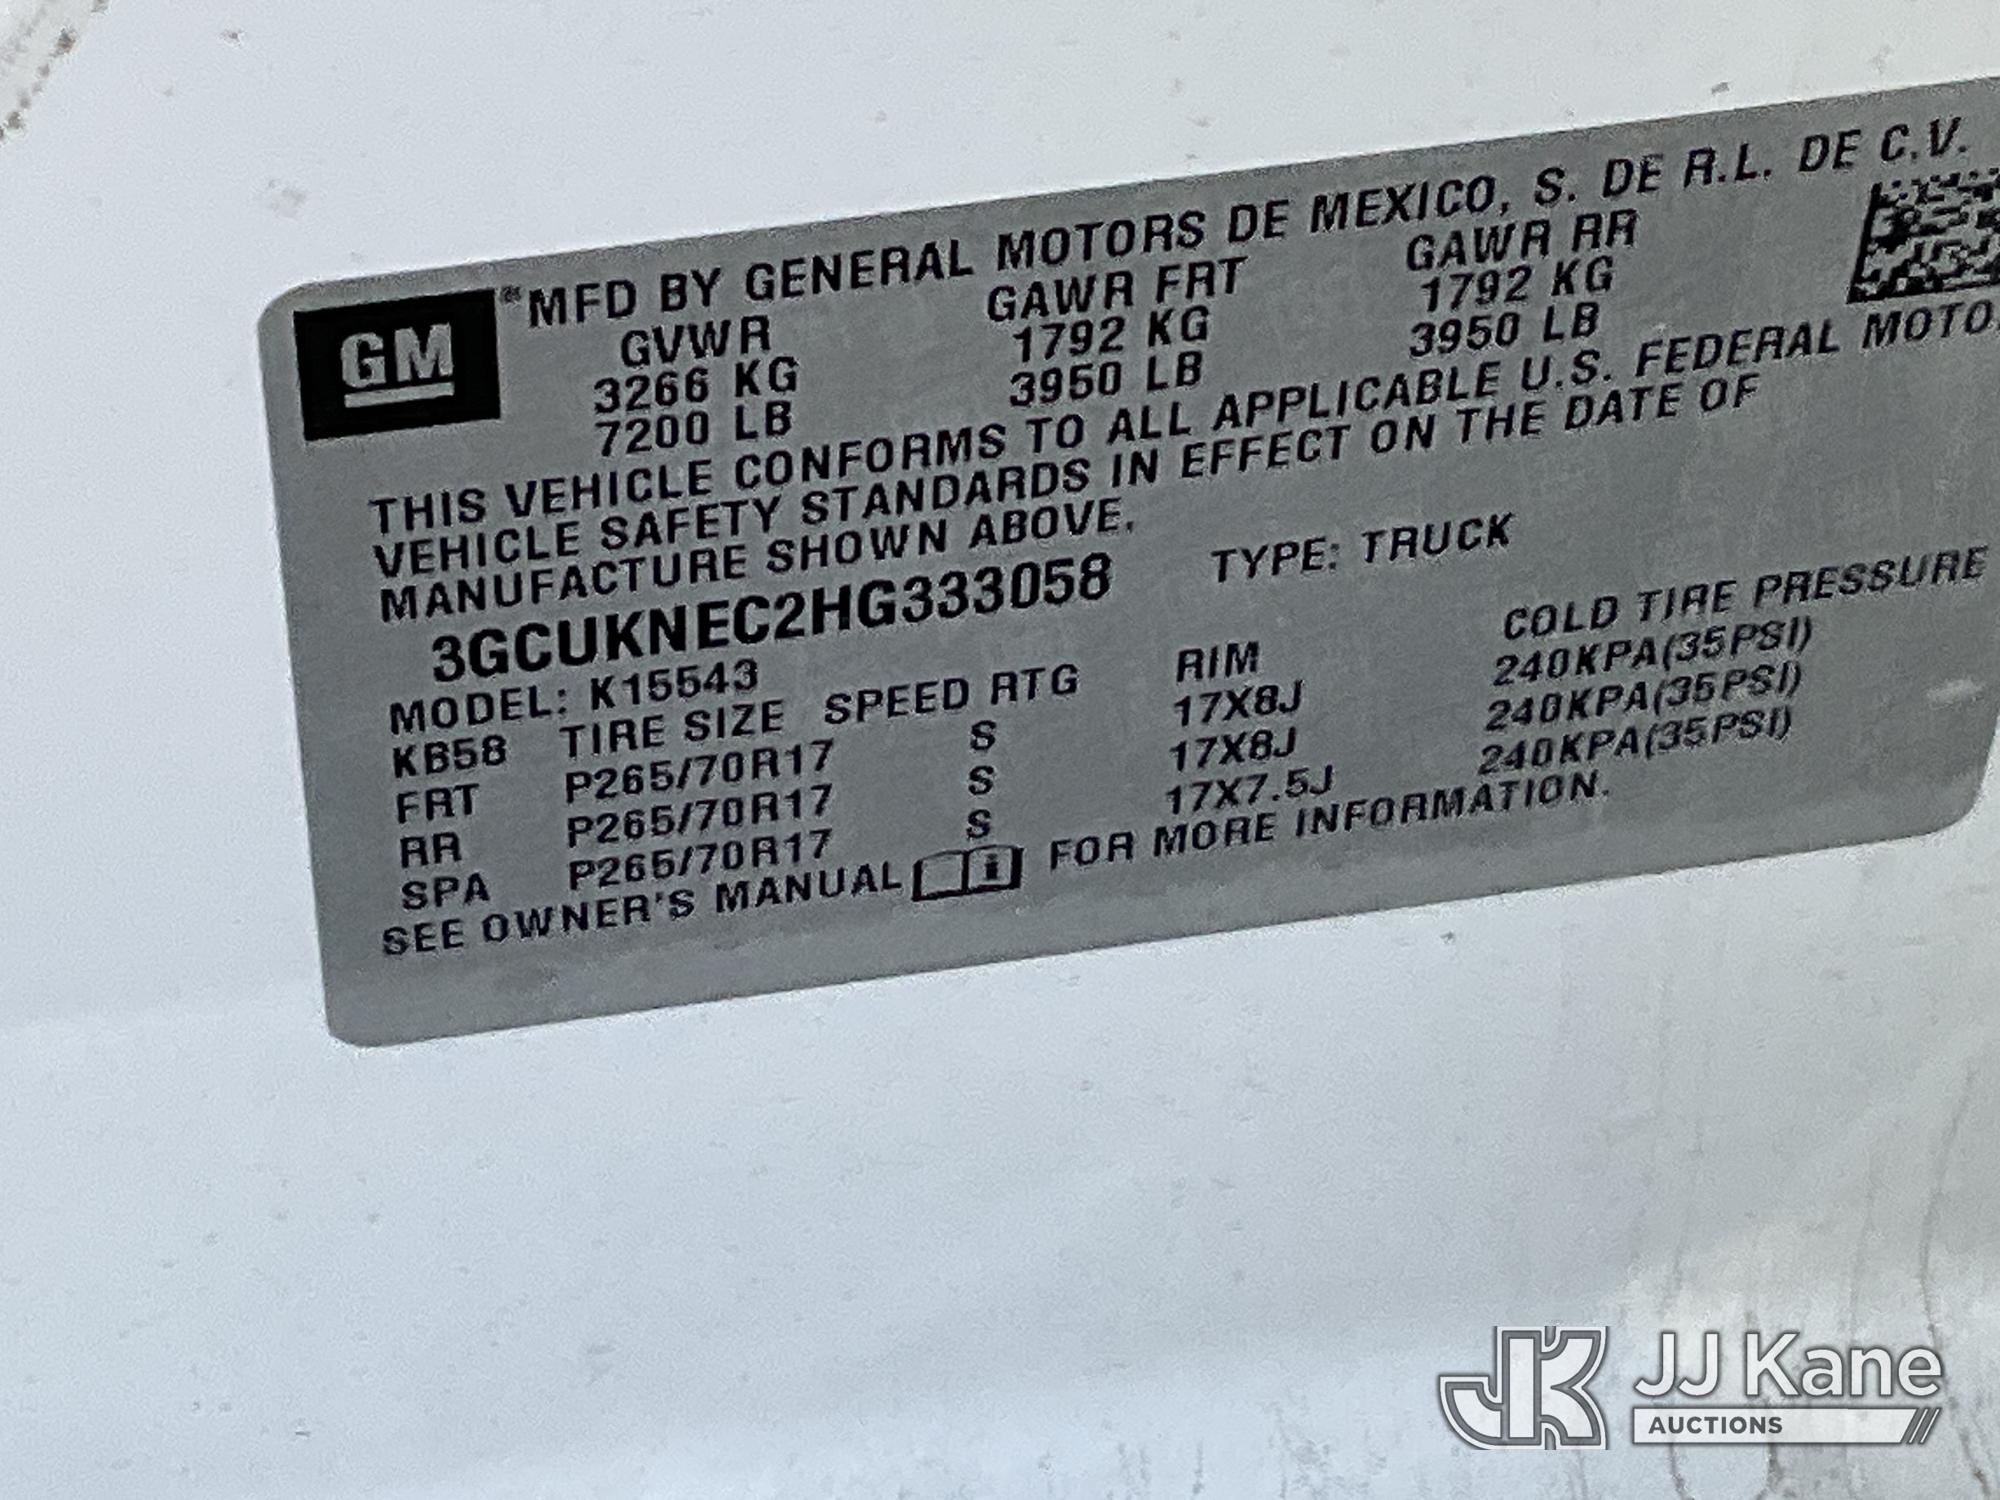 GM
MFD BY GENERAL MOTORS DE MEXICO, S. DE R.L. DE C.V.
GVWR GAWR FRT GAWR RR
3266 KG 1792 KG 1792 KG
7200 LB 3950 LB 3950 LB
THIS VEHICLE CONFORMS TO ALL APPLICABLE U.S. FEDERAL MOTO
VEHICLE SAFETY STANDARDS IN EFFECT ON THE DATE OF
MANUFACTURE SHOWN ABOVE.
3GCUKNEC2HG333058 TYPE: TRUCK
MODEL: K15543
KB58 TIRE SIZE SPEED RTG RIM COLD TIRE PRESSURE
FRT P265/70R17 S 17X8J 240KPA(35PSI)
RR P265/70R17 S 17X8J 240KPA(35PSI)
SPA P265/70R17 S 17X7.5J 240KPA(35PSI)
SEE OWNER'S MANUAL i FOR MORE INFORMATION.
JK JJ Kane
AUCTIONS